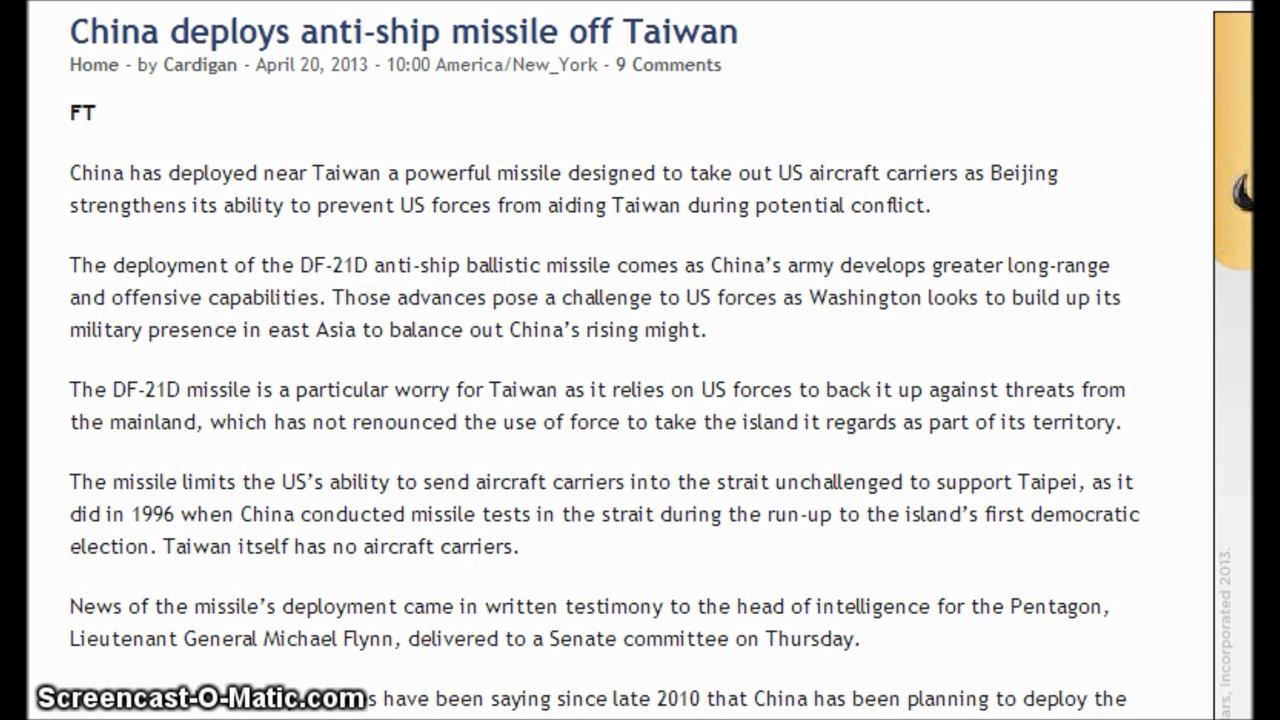 China deploys anti-ship missile off Taiwan
Home - by Cardigan - April 20, 2013 - 10:00 America/New_York - 9 Comments
FT
China has deployed near Taiwan a powerful missile designed to take out US aircraft carriers as Beijing
strengthens its ability to prevent US forces from aiding Taiwan during potential conflict.
The deployment of the DF-21D anti-ship ballistic missile comes as China’s army develops greater long-range
and offensive capabilities. Those advances pose a challenge to US forces as Washington looks to build up its
military presence in east Asia to balance out China’s rising might.
The DF-21D missile is a particular worry for Taiwan as it relies on US forces to back it up against threats from
the mainland, which has not renounced the use of force to take the island it regards as part of its territory.
The missile limits the US’s ability to send aircraft carriers into the strait unchallenged to support Taipei, as it
did in 1996 when China conducted missile tests in the strait during the run-up to the island’s first democratic
election. Taiwan itself has no aircraft carriers.
News of the missile’s deployment came in written testimony to the head of intelligence for the Pentagon,
Lieutenant General Michael Flynn, delivered to a Senate committee on Thursday.
have been saying since late 2010 that China has been planning to deploy the
Screencast-O-Matic.com
Incorporated 2013.